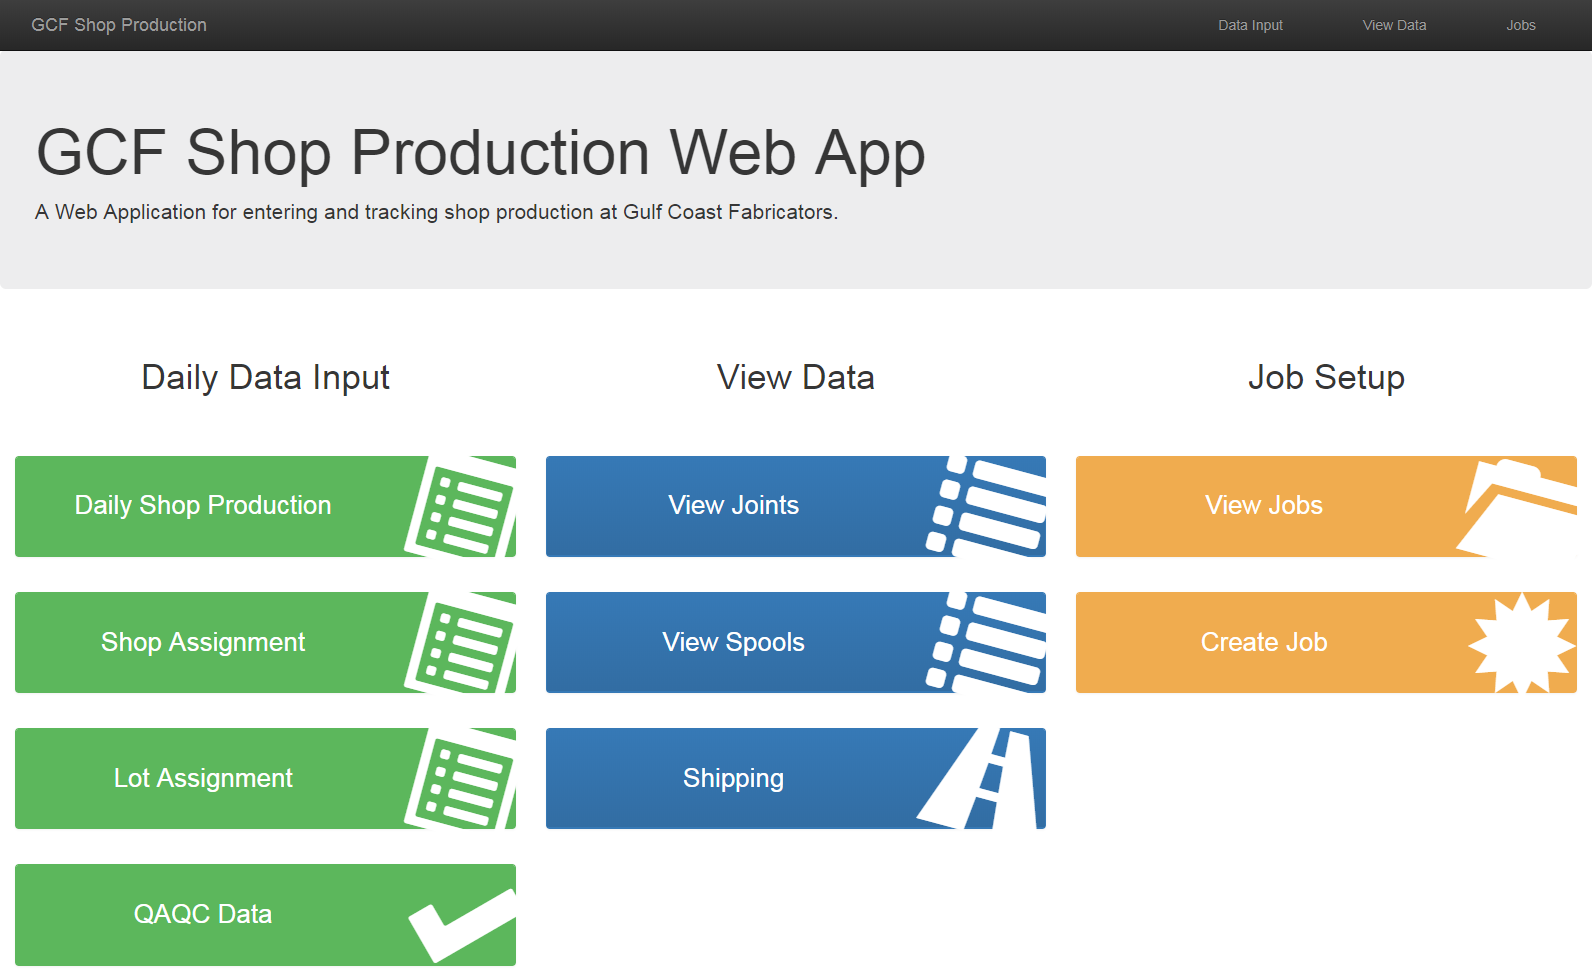 GCF Shop Production
Data Input
View Data
Jobs
GCF Shop Production Web App
A Web Application for entering and tracking shop production at Gulf Coast Fabricators.
Daily Data Input
Daily Shop Production
Shop Assignment
Lot Assignment
QAQC Data
View Data
View Joints
View Spools
Shipping
Job Setup
View Jobs
Create Job